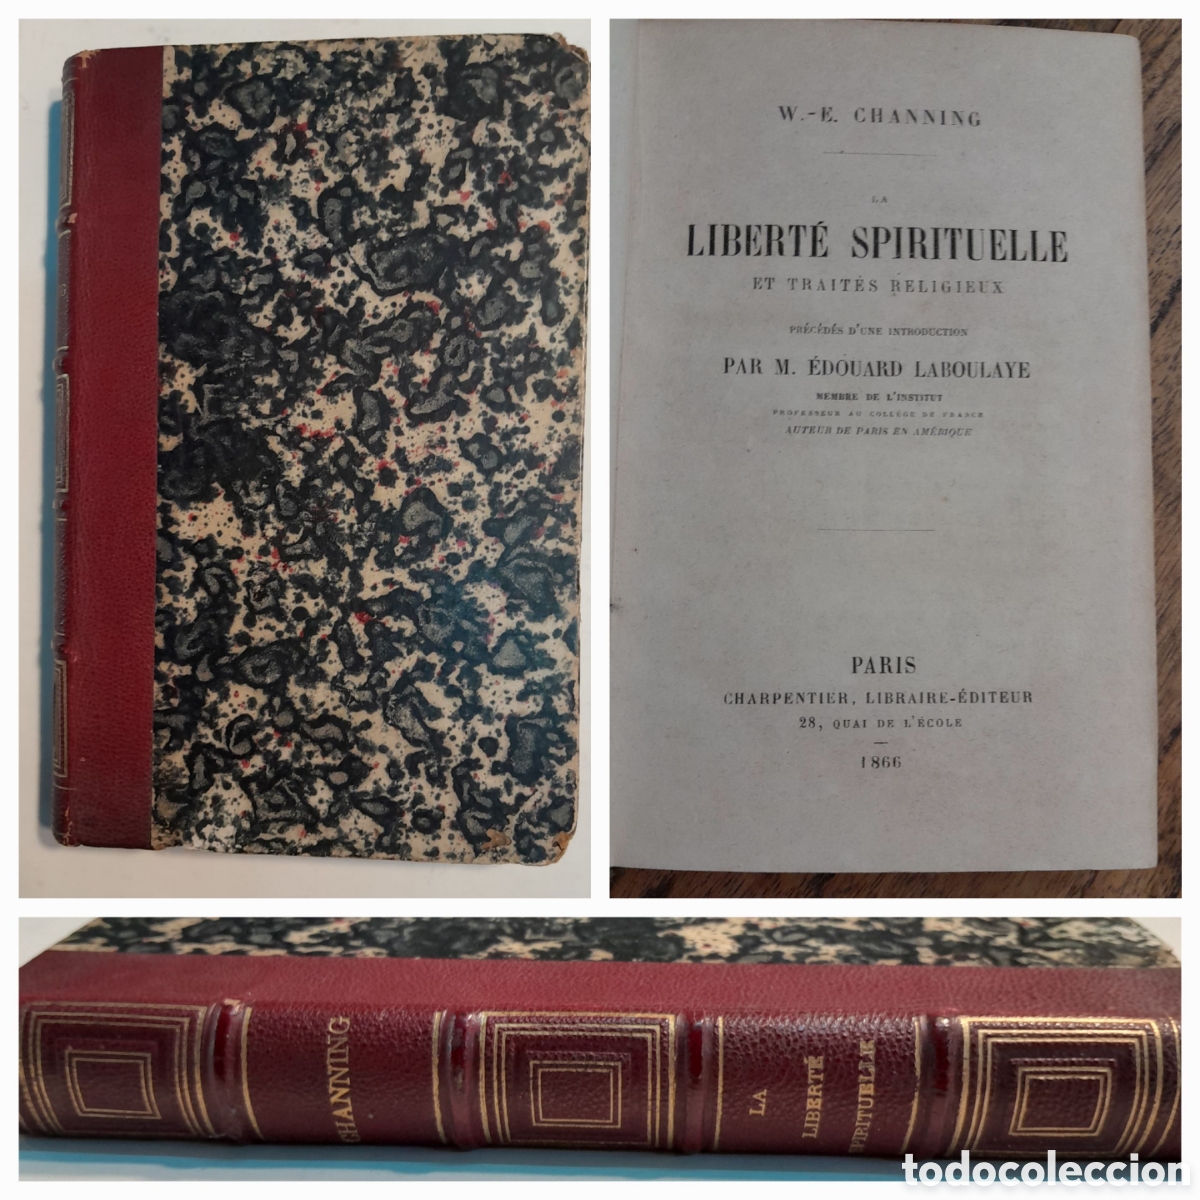 W.-E. CHANNING
LA
LIBERTÉ SPIRITUELLE
ET TRAITÉS RELIGIEUX
PRÉCÉDÉS D'UNE INTRODUCTION
PAR M. ÉDOUARD LABOULAYE
MEMBRE DE L'INSTITUT
PROFESSEUR AU COLLÉGE DE FRANCE
AUTEUR DE PARIS EN AMÉRIQUE
PARIS
CHARPENTIER, LIBRAIRE-ÉDITEUR
28, QUAI DE L'ÉCOLE
1866
CHANNING
LA
LIBERTÉ
SPIRITUELLE
todocoleccion